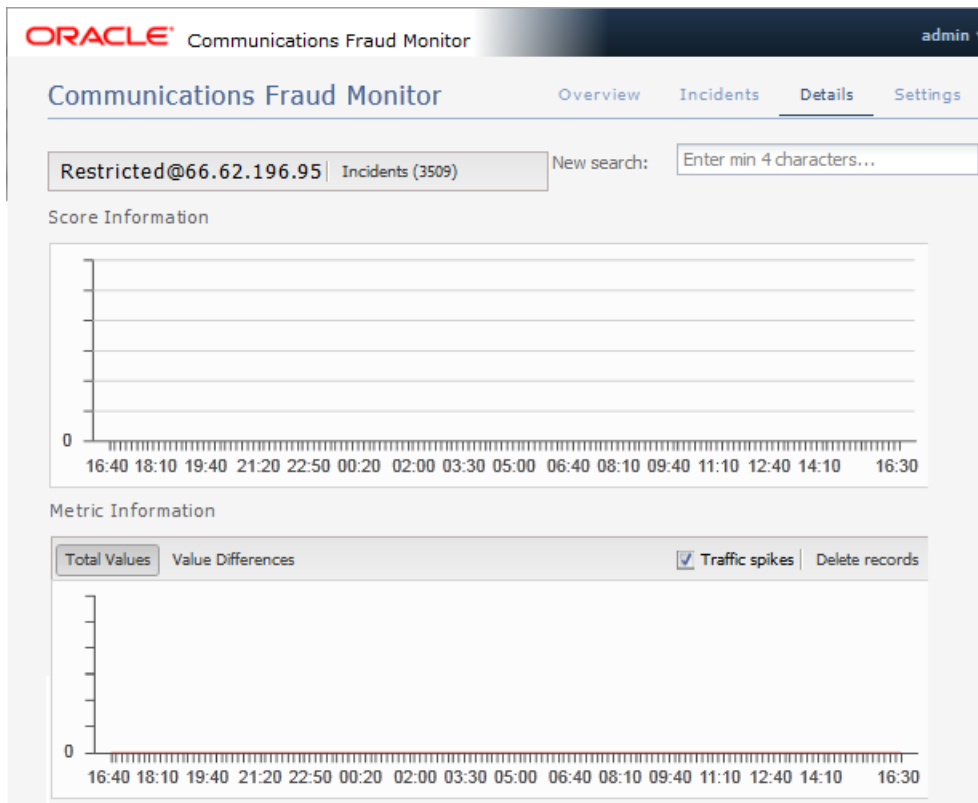 ORACLE® Communications Fraud Monitor
admin
Communications Fraud Monitor
Overview Incidents Details Settings
Restricted@66.62.196.95 Incidents (3509)
New search: Enter min 4 characters...
Score Information
0
16:40 18:10 19:40 21:20 22:50 00:20 02:00 03:30 05:00 06:40 08:10 09:40 11:10 12:40 14:10 16:30
Metric Information
Total Values Value Differences Traffic spikes Delete records
0
16:40 18:10 19:40 21:20 22:50 00:20 02:00 03:30 05:00 06:40 08:10 09:40 11:10 12:40 14:10 16:30